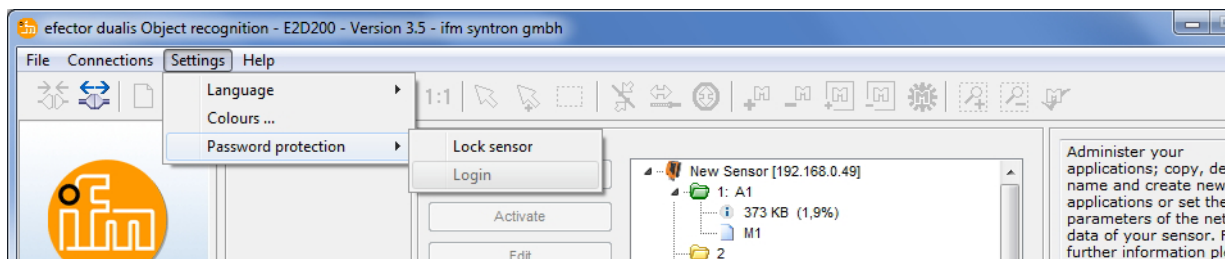 efector dualis Object recognition - E2D200 - Version 3.5 - ifm syntron gmbh
File Connections Settings Help
Language
Colours ...
Password protection
1:1
Lock sensor
Login
Activate
Edit
New Sensor [192.168.0.49]
1: A1
373 KB (1,9%)
M1
2
Administer your
applications; copy, de
name and create new
applications or set the
parameters of the net
data of your sensor. F
further information ple
ifm